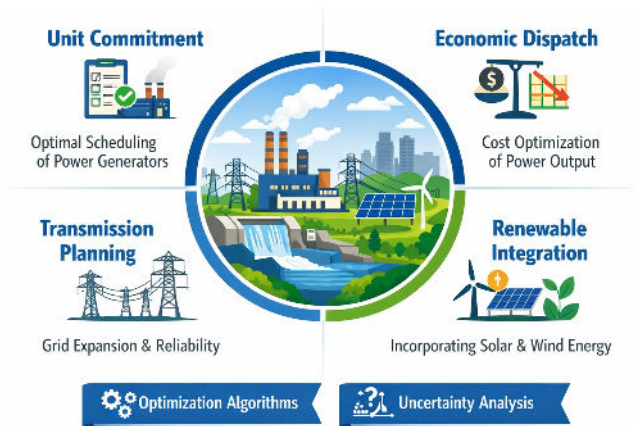 Unit Commitment
Optimal Scheduling
of Power Generators
Economic Dispatch
$
Cost Optimization
of Power Output
Transmission
Planning
Grid Expansion & Reliability
Renewable
Integration
Incorporating Solar & Wind Energy
Optimization Algorithms
?
Uncertainty Analysis